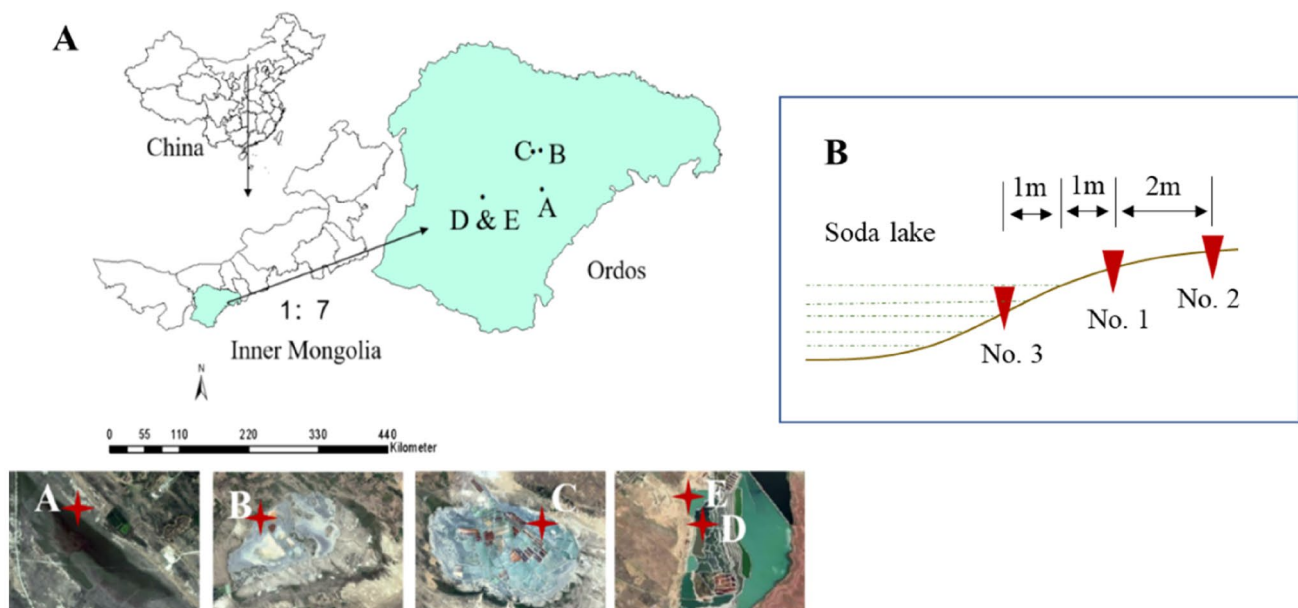 A
China
C B
D & E
A
Ordos
1: 7
Inner Mongolia
N
0 55 110 220 330 440
Kilometer
B
1m 1m 2m
Soda lake
No. 3
No. 1
No. 2
A
B
C
E
D